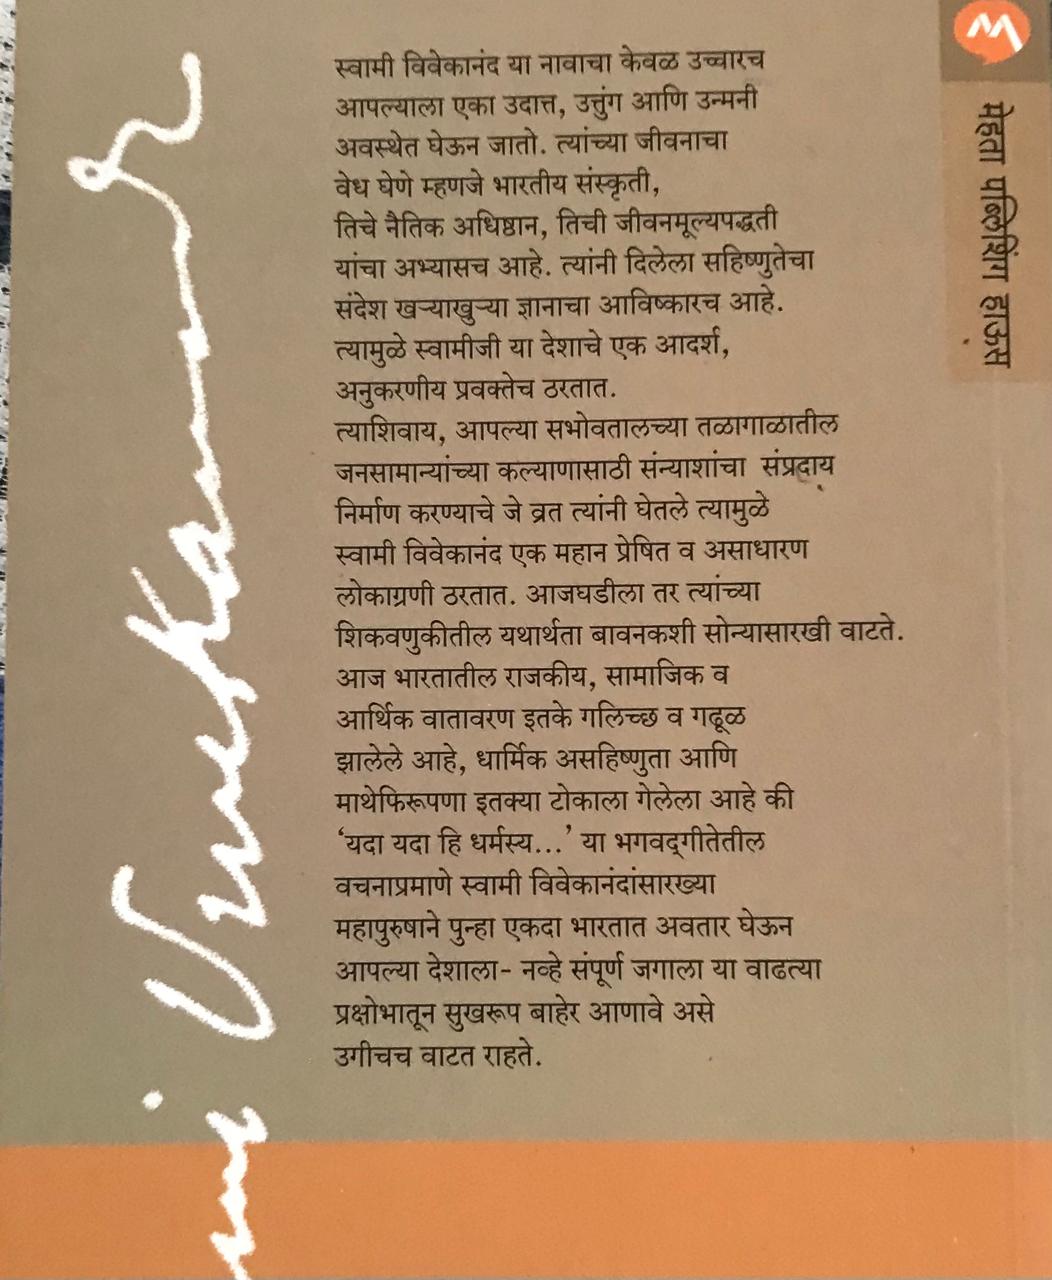 स्वामी विवेकानंद या नावाचा केवळ उच्चारच
आपल्याला एका उदात्त, उत्तुंग आणि उन्मनी
अवस्थेत घेऊन जातो. त्यांच्या जीवनाचा
वेध घेणे म्हणजे भारतीय संस्कृती,
तिचे नैतिक अधिष्ठान, तिची जीवनमूल्यपद्धती
यांचा अभ्यासच आहे. त्यांनी दिलेला सहिष्णुतेचा
संदेश खऱ्याखुऱ्या ज्ञानाचा आविष्कारच आहे.
त्यामुळे स्वामीजी या देशाचे एक आदर्श,
अनुकरणीय प्रवक्तेच ठरतात.
त्याशिवाय, आपल्या सभोवतालच्या तळागाळातील
जनसामान्यांच्या कल्याणासाठी संन्याशांचा संप्रदाय
निर्माण करण्याचे जे व्रत त्यांनी घेतले त्यामुळे
स्वामी विवेकानंद एक महान प्रेषित व असाधारण
लोकाग्रणी ठरतात. आजघडीला तर त्यांच्या
शिकवणुकीतील यथार्थता बावनकशी सोन्यासारखी वाटते.
आज भारतातील राजकीय, सामाजिक व
आर्थिक वातावरण इतके गलिच्छ व गढूळ
झालेले आहे, धार्मिक असहिष्णुता आणि
माथेफिरूपणा इतक्या टोकाला गेलेला आहे की
‘यदा यदा हि धर्मस्य...’ या भगवद्‌गीतेतील
वचनाप्रमाणे स्वामी विवेकानंदांसारख्या
महापुरुषाने पुन्हा एकदा भारतात अवतार घेऊन
आपल्या देशाला- नव्हे संपूर्ण जगाला या वाढत्या
प्रक्षोभातून सुखरूप बाहेर आणावे असे
उगीचच वाटत राहते.
मेहता पब्लिशिंग हाऊस